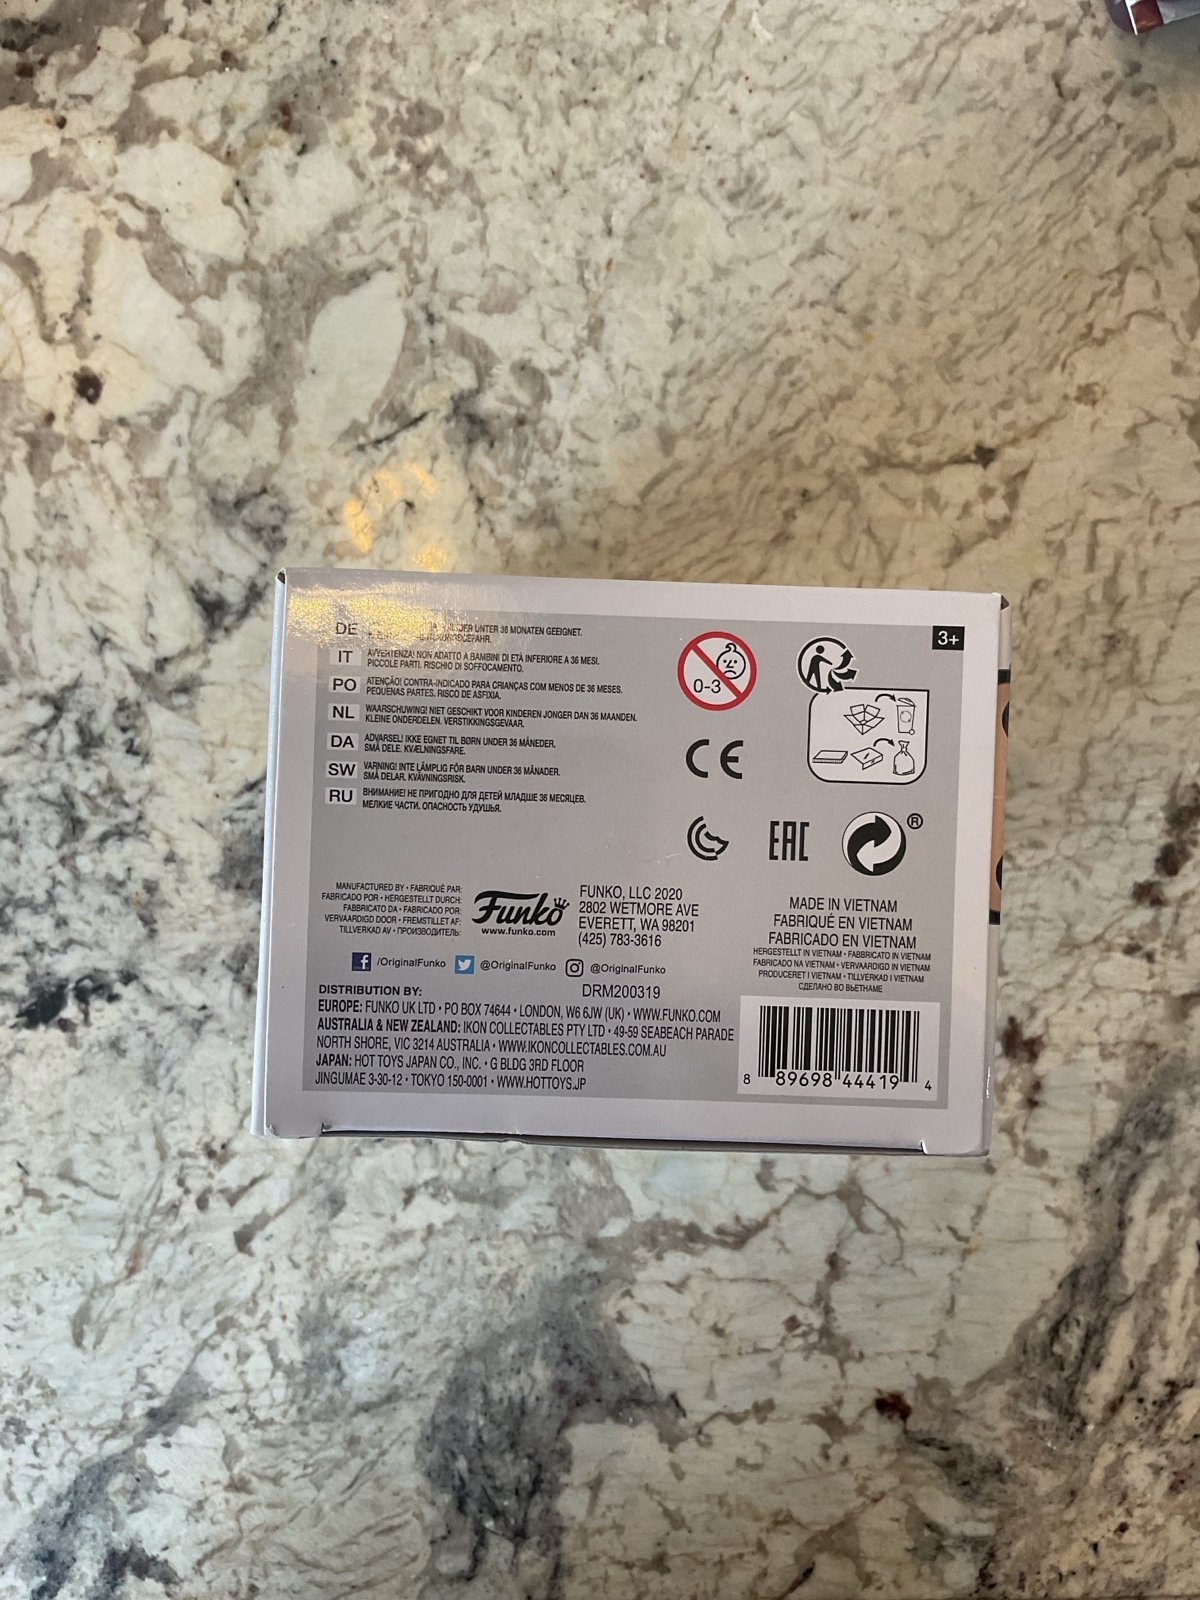 3+
DE UNTER 36 MONATEN GEEIGNET.
IT AVVERTENZA! NON ADATTO A BAMBINI DI ETÀ INFERIORE A 36 MESI.
PICCOLE PARTI. RISCHIO DI SOFFOCAMENTO.
PO ATENÇÃO! CONTRA-INDICADO PARA CRIANÇAS COM MENOS DE 36 MESES.
PEQUENAS PARTES. RISCO DE ASFIXIA.
NL WAARSCHUWING! NIET GESCHIKT VOOR KINDEREN JONGER DAN 36 MAANDEN.
KLEINE ONDERDELEN. VERSTIKKINGSGEVAAR.
DA ADVARSEL! IKKE EGNET TIL BØRN UNDER 36 MÅNEDER.
SMÅ DELE. KVÆLNINGSFARE.
SW VARNING! INTE LÄMPLIG FÖR BARN UNDER 36 MÅNADER.
SMÅ DELAR. KVÄVNINGSRISK.
RU ВНИМАНИЕ! НЕ ПРИГОДНО ДЛЯ ДЕТЕЙ МЛАДШЕ 36 МЕСЯЦЕВ.
МЕЛКИЕ ЧАСТИ. ОПАСНОСТЬ УДУШЬЯ.
0-3
CE
EAC
®
MANUFACTURED BY • FABRIQUÉ PAR:
FABRICADO POR • HERGESTELLT DURCH:
FABBRICATO DA • FABRICADO POR:
VERVAARDIGD DOOR • FREMSTILLET AF:
TILLVERKAD AV • ПРОИЗВОДИТЕЛЬ:
Funko
www.funko.com
FUNKO, LLC 2020
2802 WETMORE AVE
EVERETT, WA 98201
(425) 783-3616
/OriginalFunko @OriginalFunko @OriginalFunko
DRM200319
DISTRIBUTION BY:
EUROPE: FUNKO UK LTD • PO BOX 74644 • LONDON, W6 6JW (UK) • WWW.FUNKO.COM
AUSTRALIA & NEW ZEALAND: IKON COLLECTABLES PTY LTD • 49-59 SEABEACH PARADE
NORTH SHORE, VIC 3214 AUSTRALIA • WWW.IKONCOLLECTABLES.COM.AU
JAPAN: HOT TOYS JAPAN CO., INC. • G BLDG 3RD FLOOR
JINGUMAE 3-30-12 • TOKYO 150-0001 • WWW.HOTTOYS.JP
MADE IN VIETNAM
FABRIQUÉ EN VIETNAM
FABRICADO EN VIETNAM
HERGESTELLT IN VIETNAM • FABBRICATO IN VIETNAM
FABRICADO NA VIETNAM • VERVAARDIGD IN VIETNAM
PRODUCERET I VIETNAM • TILLVERKAD I VIETNAM
СДЕЛАНО ВО ВЬЕТНАМЕ
8 89698 44419 4